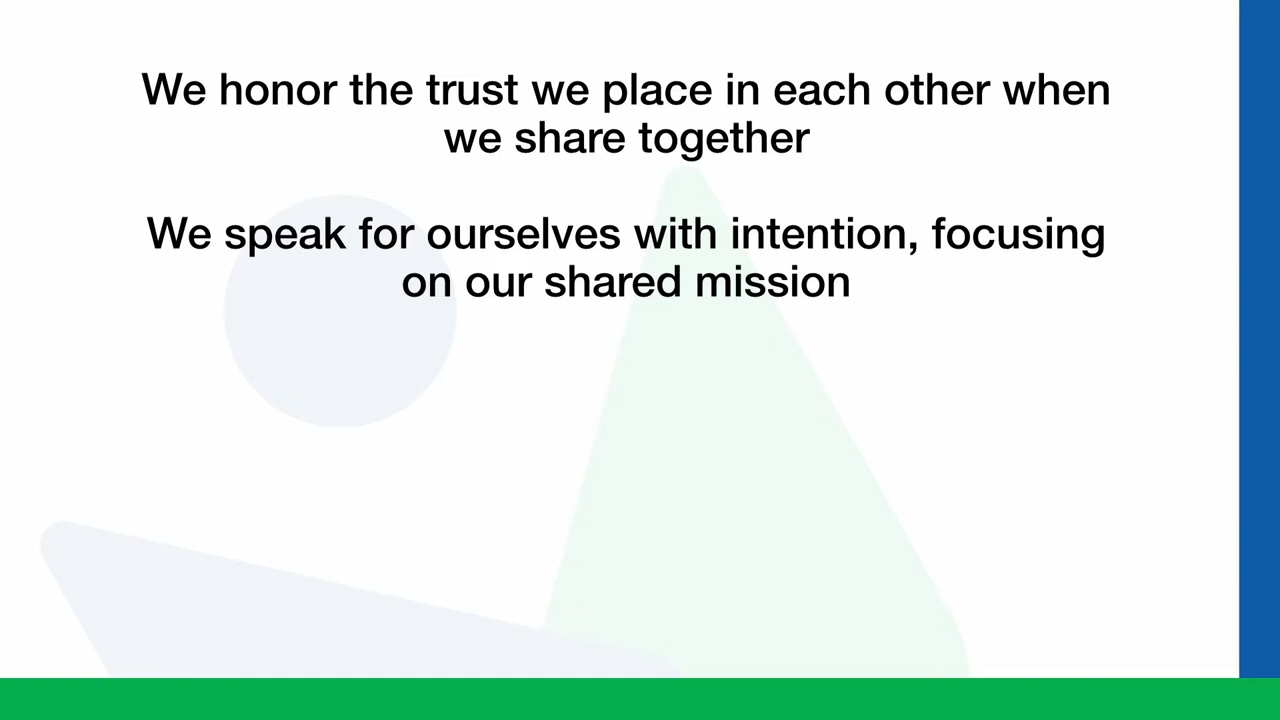 We honor the trust we place in each other when
we share together
We speak for ourselves with intention, focusing
on our shared mission